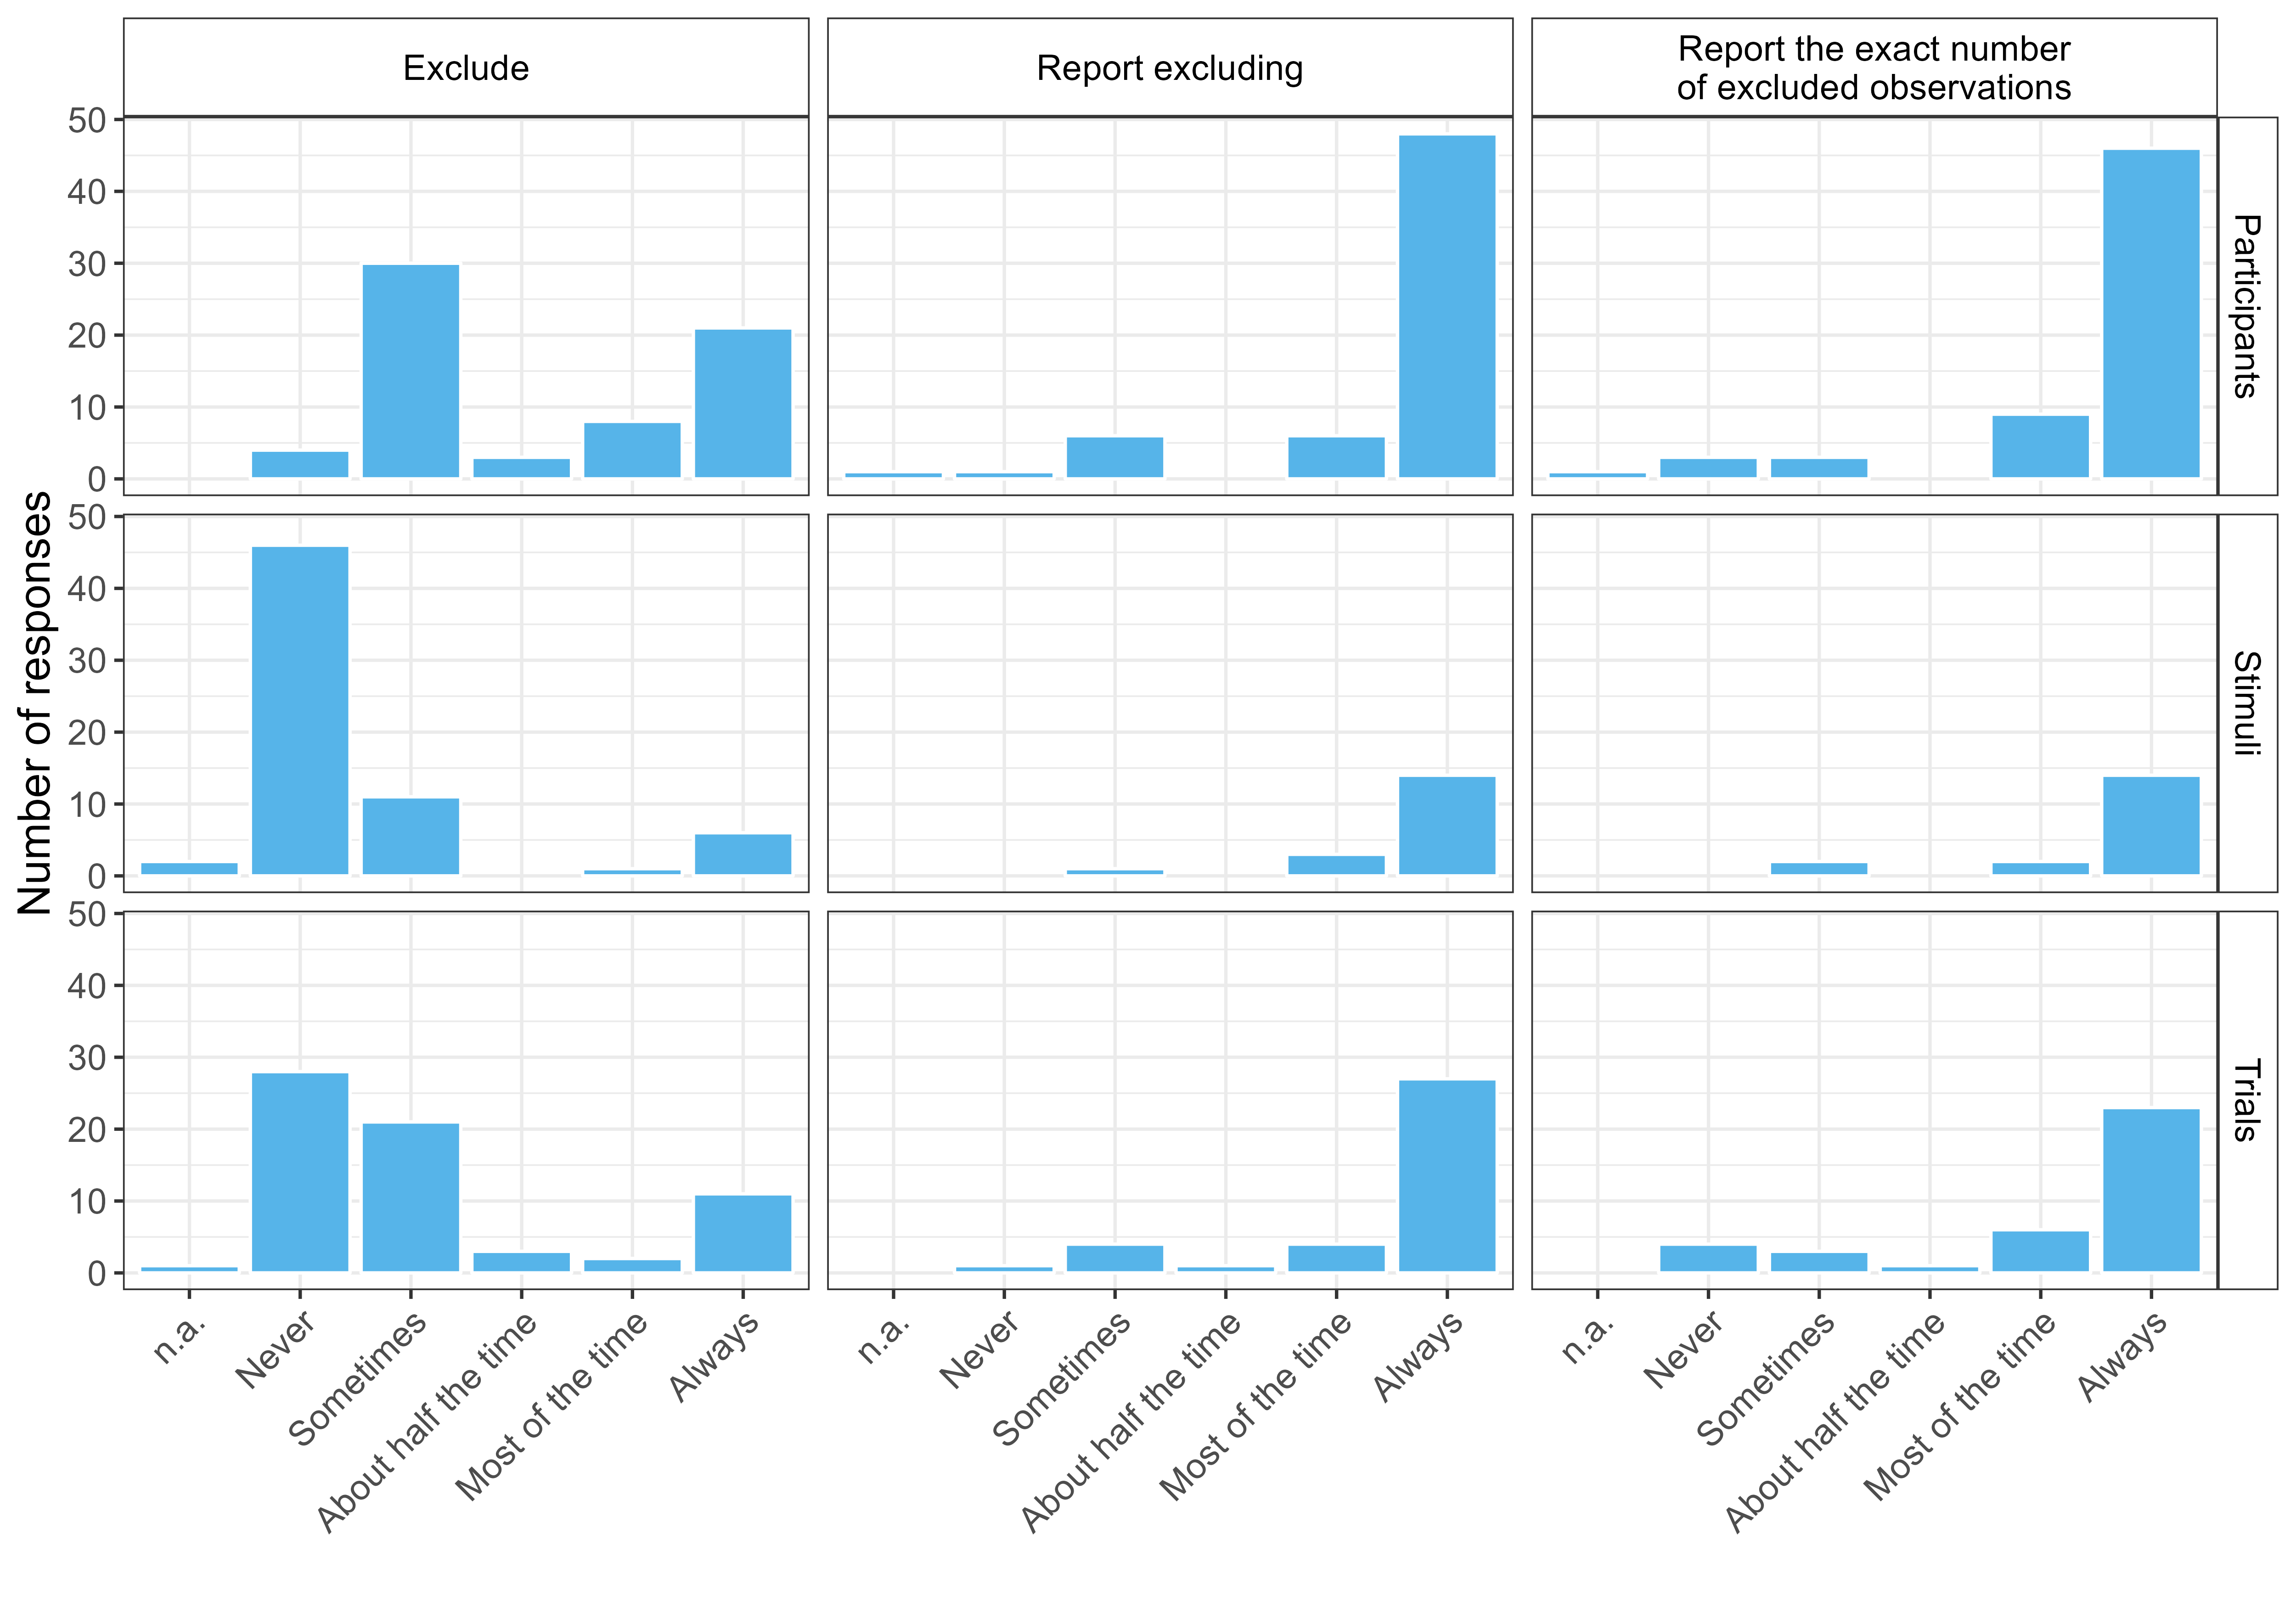 Exclude
Report excluding
Report the exact number
of excluded observations
Number of responses
50
40
30
20
10
0
Participants
50
40
30
20
10
0
Stimuli
50
40
30
20
10
0
Trials
n.a.
Never
Sometimes
About half the time
Most of the time
Always
n.a.
Never
Sometimes
About half the time
Most of the time
Always
n.a.
Never
Sometimes
About half the time
Most of the time
Always